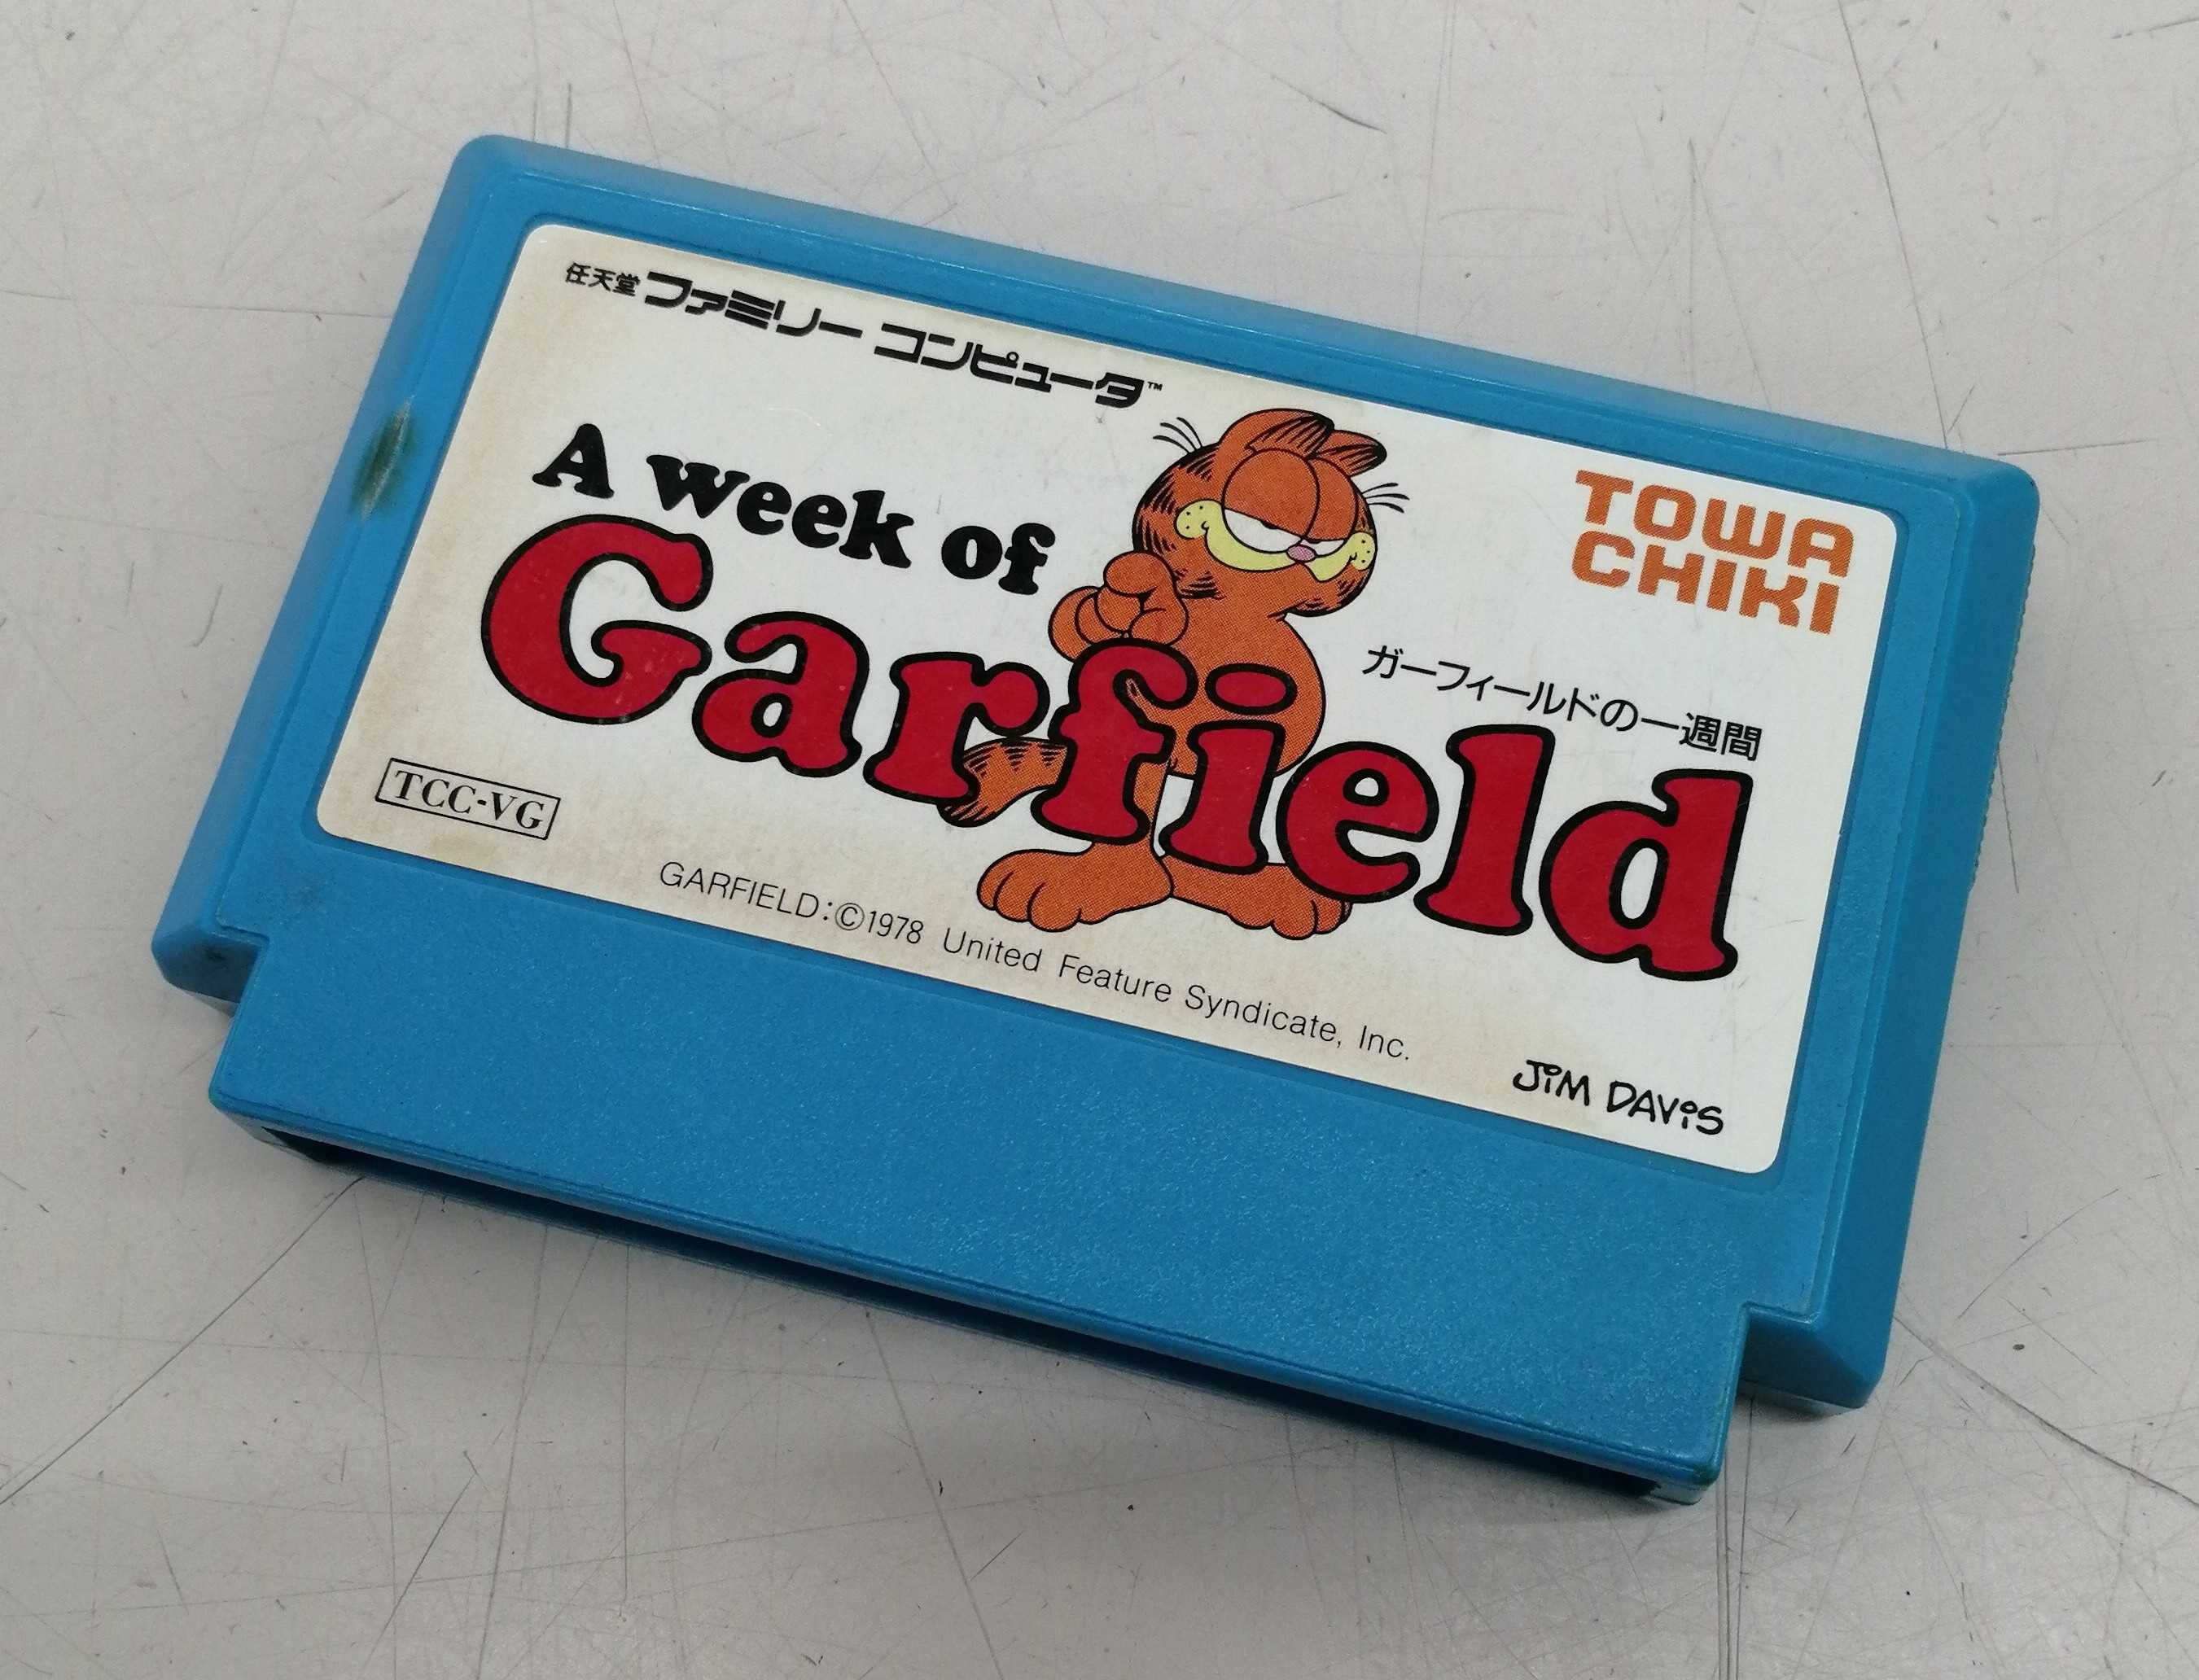 任天堂 ファミリー コンピュータ™
A week of
Garfield
TOWA
CHIKI
ガーフィールドの一週間
TCC-VG
GARFIELD:©1978 United Feature Syndicate, Inc.
JIM DAVIS